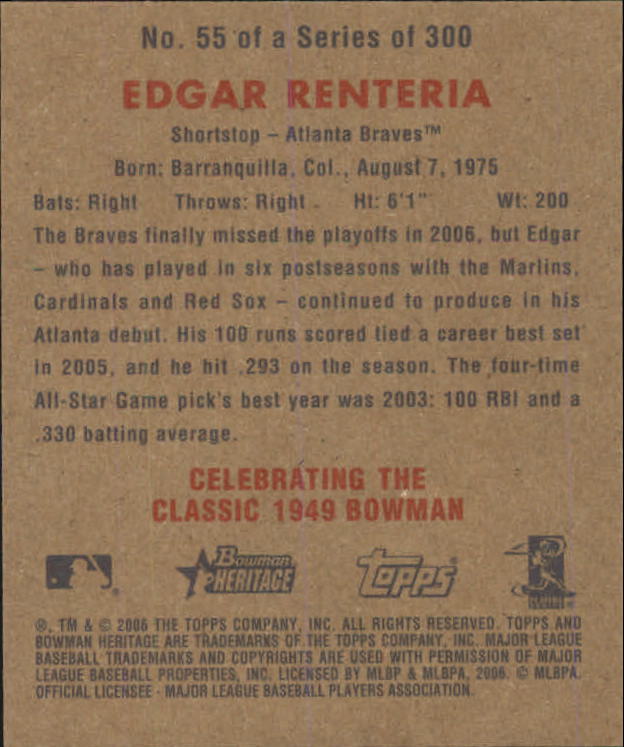 No. 55 of a Series of 300
EDGAR RENTERIA
Shortstop – Atlanta Braves™
Born: Barranquilla, Col., August 7, 1975
Bats: Right Throws: Right Ht: 6'1" Wt: 200
The Braves finally missed the playoffs in 2006, but Edgar
– who has played in six postseasons with the Marlins,
Cardinals and Red Sox – continued to produce in his
Atlanta debut. His 100 runs scored tied a career best set
in 2005, and he hit .293 on the season. The four-time
All-Star Game pick's best year was 2003: 100 RBI and a
.330 batting average.
CELEBRATING THE
CLASSIC 1949 BOWMAN
Bowman HERITAGE
Topps®
PLAYERS CHOICE
®, TM & © 2006 THE TOPPS COMPANY, INC. ALL RIGHTS RESERVED. TOPPS AND
BOWMAN HERITAGE ARE TRADEMARKS OF THE TOPPS COMPANY, INC. MAJOR LEAGUE
BASEBALL TRADEMARKS AND COPYRIGHTS ARE USED WITH PERMISSION OF MAJOR
LEAGUE BASEBALL PROPERTIES, INC. LICENSED BY MLBP & MLBPA, 2006. © MLBPA.
OFFICIAL LICENSEE - MAJOR LEAGUE BASEBALL PLAYERS ASSOCIATION.